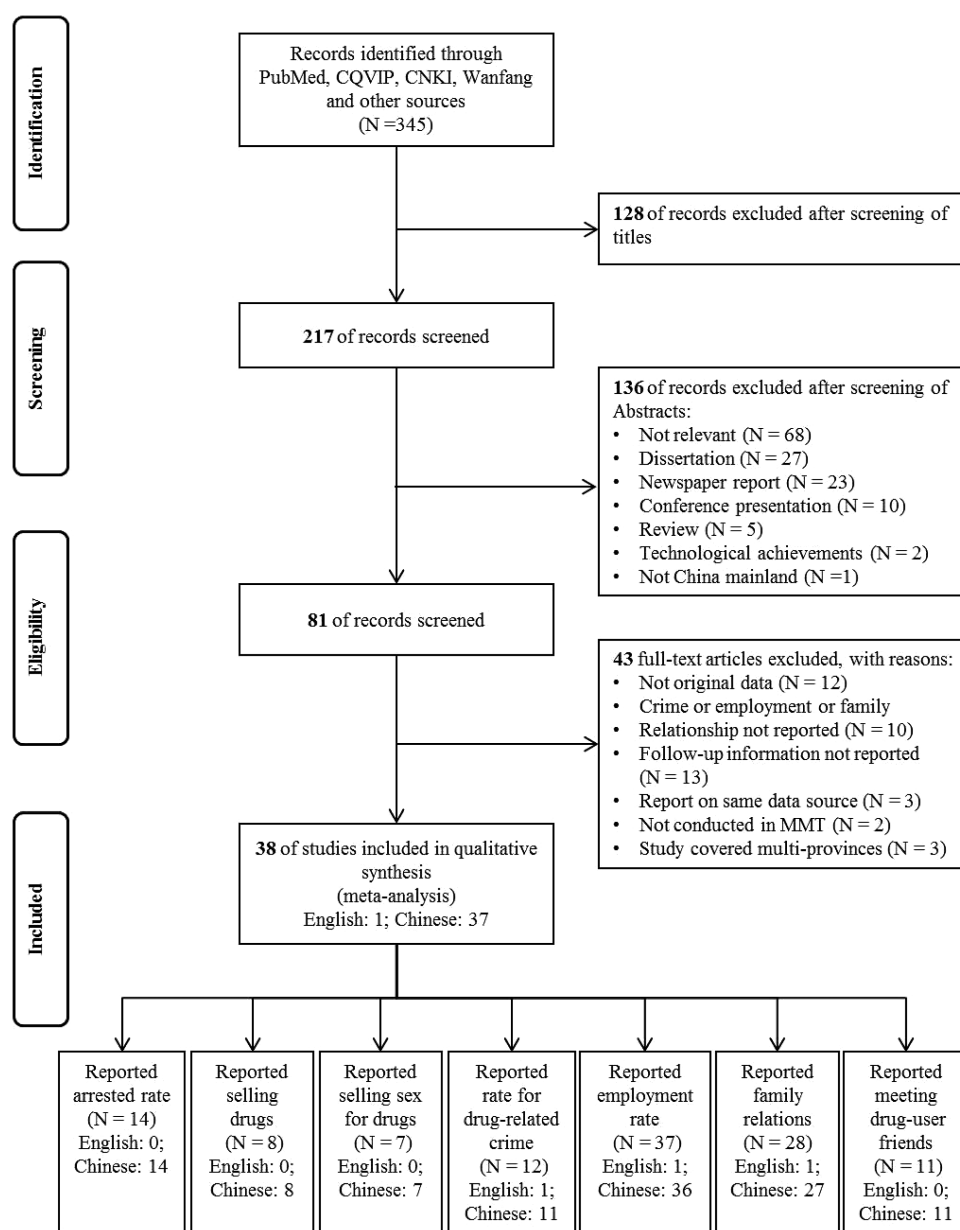 Identification
Records identified through
PubMed, CQVIP, CNKI, Wanfang
and other sources
(N =345)
128 of records excluded after screening of
titles
Screening
217 of records screened
136 of records excluded after screening of
Abstracts:
• Not relevant (N = 68)
• Dissertation (N = 27)
• Newspaper report (N = 23)
• Conference presentation (N = 10)
• Review (N = 5)
• Technological achievements (N = 2)
• Not China mainland (N =1)
Eligibility
81 of records screened
43 full-text articles excluded, with reasons:
• Not original data (N = 12)
• Crime or employment or family
• Relationship not reported (N = 10)
• Follow-up information not reported
(N = 13)
• Report on same data source (N = 3)
• Not conducted in MMT (N = 2)
• Study covered multi-provinces (N = 3)
Included
38 of studies included in qualitative
synthesis
(meta-analysis)
English: 1; Chinese: 37
Reported
arrested rate
(N = 14)
English: 0;
Chinese: 14
Reported
selling
drugs
(N = 8)
English: 0;
Chinese: 8
Reported
selling sex
for drugs
(N = 7)
English: 0;
Chinese: 7
Reported
rate for
drug-related
crime
(N = 12)
English: 1;
Chinese: 11
Reported
employment
rate
(N = 37)
English: 1;
Chinese: 36
Reported
family
relations
(N = 28)
English: 1;
Chinese: 27
Reported
meeting
drug-user
friends
(N = 11)
English: 0;
Chinese: 11